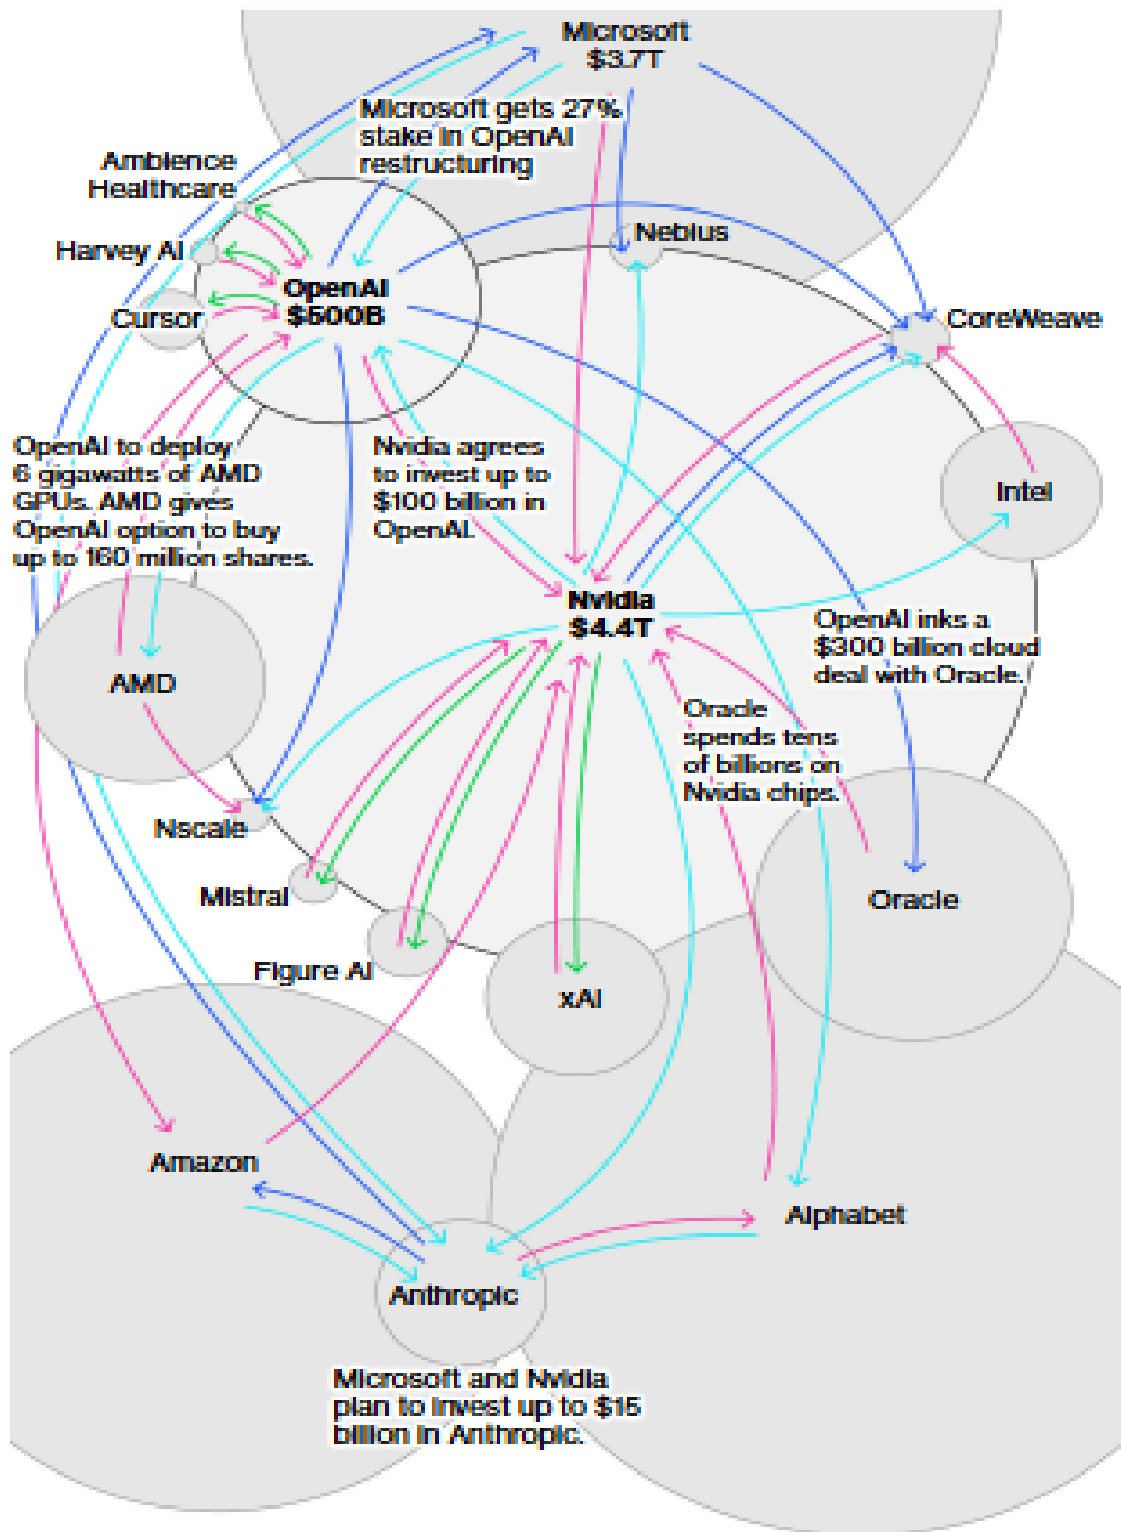 Microsoft
$3.7T
Microsoft gets 27%
stake in OpenAI
restructuring
Ambience
Healthcare
Harvey AI
Cursor
OpenAI
$500B
Nebius
CoreWeave
Intel
OpenAI to deploy
6 gigawatts of AMD
GPUs. AMD gives
OpenAI option to buy
up to 160 million shares.
Nvidia agrees
to invest up to
$100 billion in
OpenAI.
Nvidia
$4.4T
OpenAI inks a
$300 billion cloud
deal with Oracle.
AMD
Oracle
spends tens
of billions on
Nvidia chips.
Nscale
Mistral
Figure AI
xAI
Oracle
Amazon
Alphabet
Anthropic
Microsoft and Nvidia
plan to invest up to $15
billion in Anthropic.